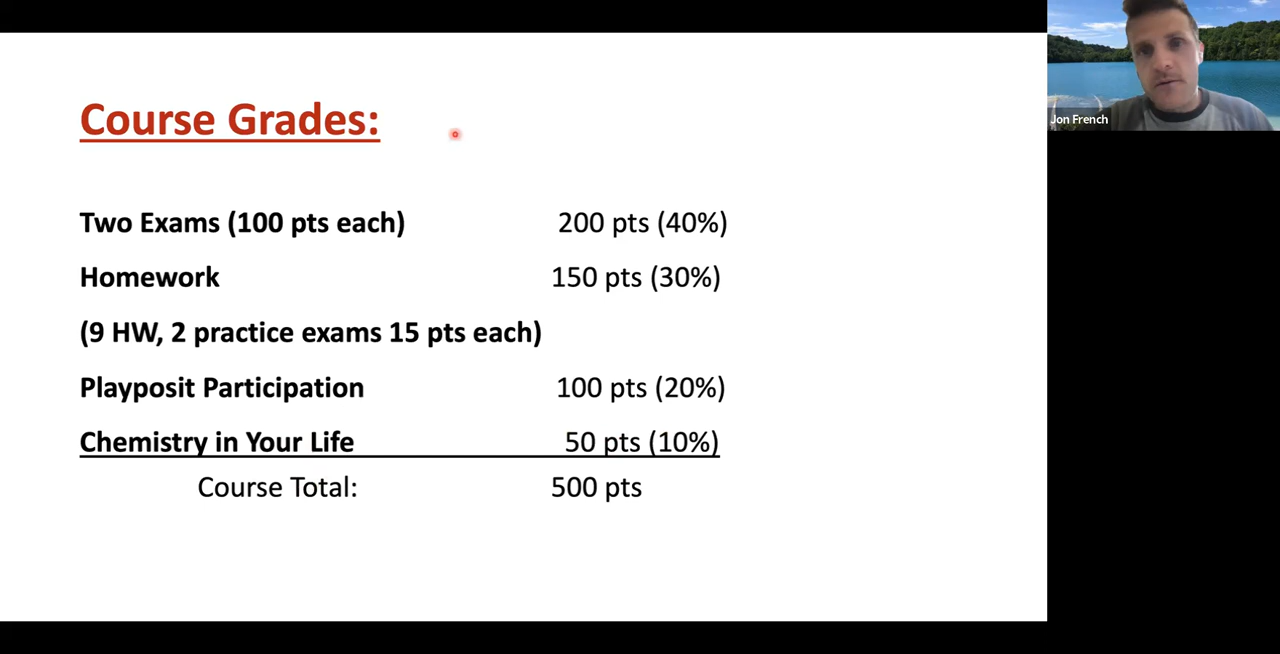 Course Grades:
Two Exams (100 pts each) 200 pts (40%)
Homework 150 pts (30%)
(9 HW, 2 practice exams 15 pts each)
Playposit Participation 100 pts (20%)
Chemistry in Your Life 50 pts (10%)
Course Total: 500 pts
Jon French